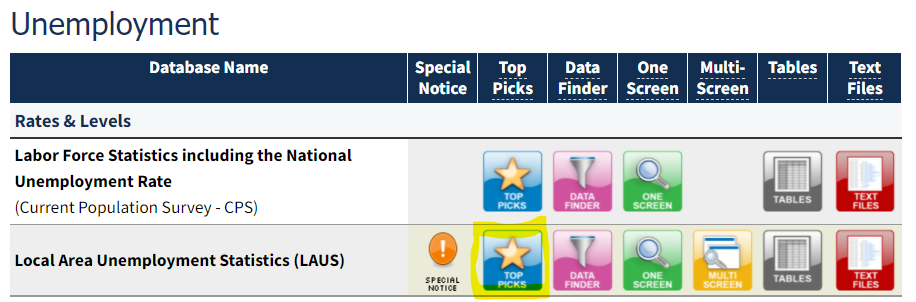 Unemployment
Database Name Special Notice Top Picks Data Finder One Screen Multi-Screen Tables Text Files
Rates & Levels
Labor Force Statistics including the National
Unemployment Rate
(Current Population Survey - CPS)
TOP PICKS DATA FINDER ONE SCREEN TABLES TEXT FILES
Local Area Unemployment Statistics (LAUS)
SPECIAL NOTICE TOP PICKS DATA FINDER ONE SCREEN MULTI SCREEN TABLES TEXT FILES